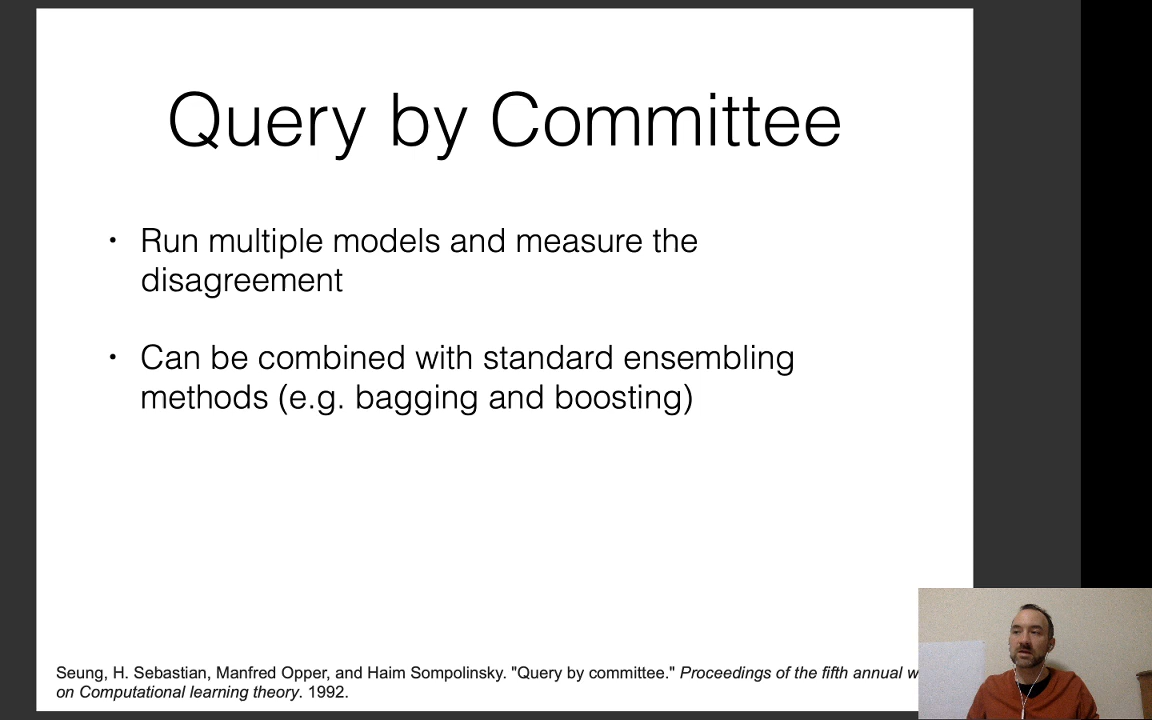 Query by Committee
• Run multiple models and measure the
disagreement
• Can be combined with standard ensembling
methods (e.g. bagging and boosting)
Seung, H. Sebastian, Manfred Opper, and Haim Sompolinsky. "Query by committee." Proceedings of the fifth annual
on Computational learning theory. 1992.